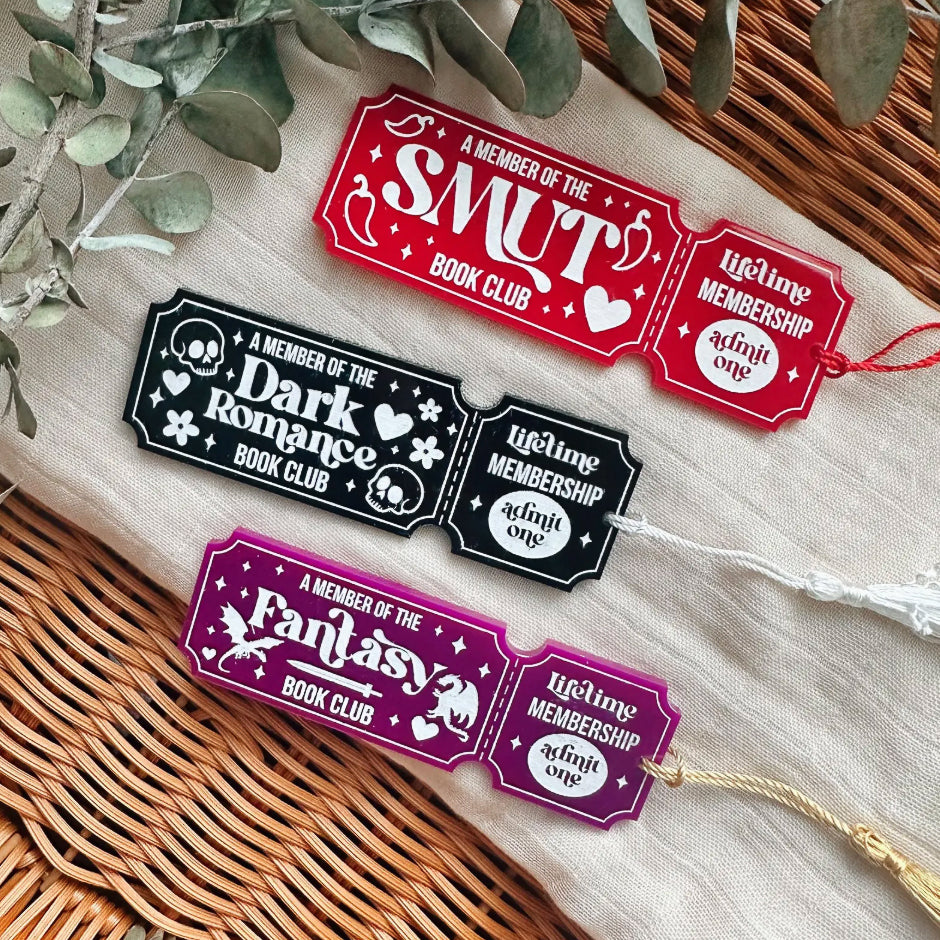 A MEMBER OF THE
SMUT
BOOK CLUB
Lifetime
MEMBERSHIP
admit
one
A MEMBER OF THE
Dark
Romance
BOOK CLUB
Lifetime
MEMBERSHIP
admit
one
A MEMBER OF THE
Fantasy
BOOK CLUB
Lifetime
MEMBERSHIP
admit
one